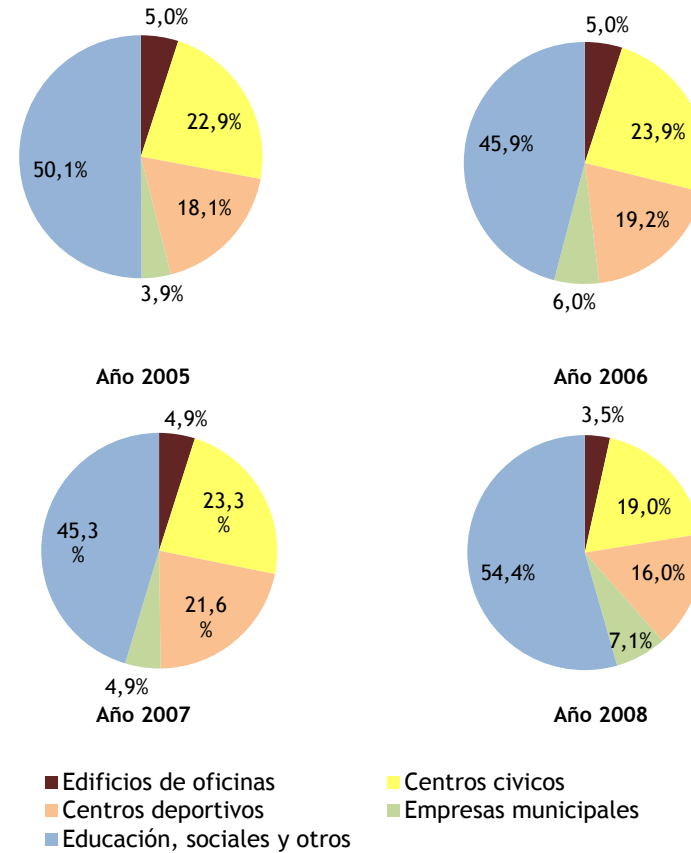 5,0%
22,9%
50,1%
18,1%
3,9%
Año 2005
5,0%
23,9%
45,9%
19,2%
6,0%
Año 2006
4,9%
23,3
%
45,3
%
21,6
%
4,9%
Año 2007
3,5%
19,0%
54,4%
16,0%
7,1%
Año 2008
Edificios de oficinas
Centros civicos
Centros deportivos
Empresas municipales
Educación, sociales y otros